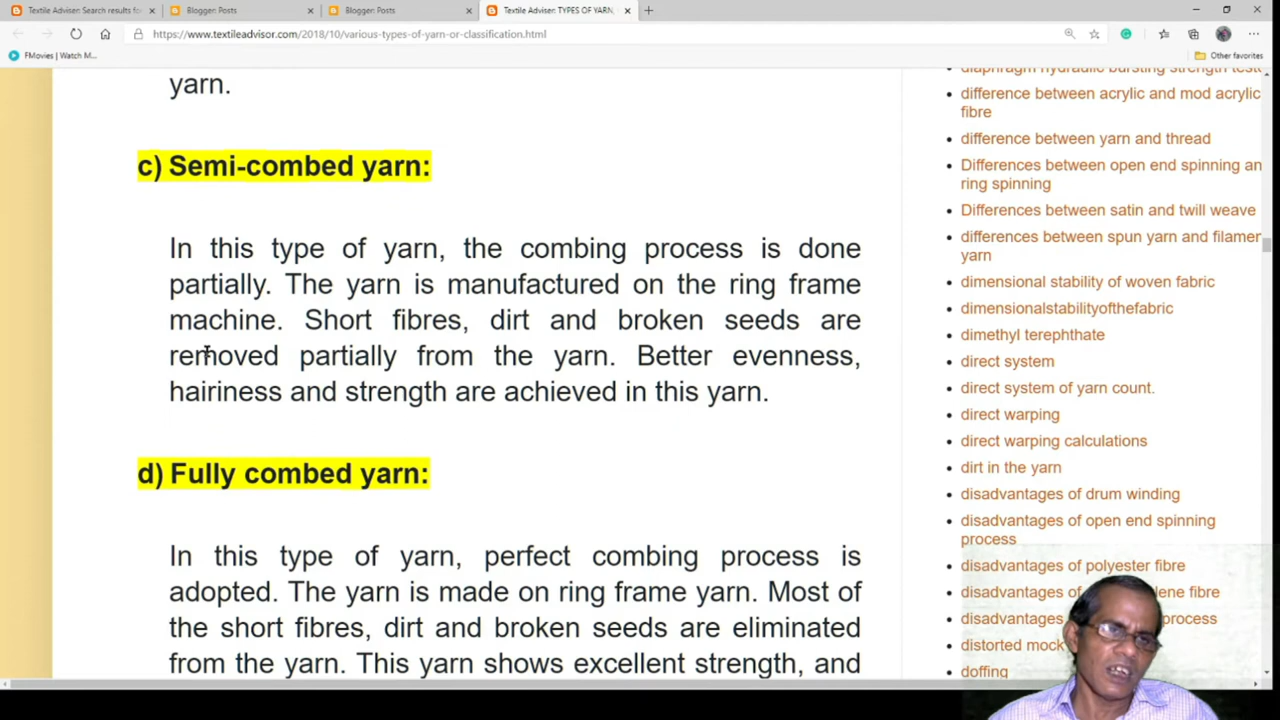 Textile Adviser: Search results fo
Blogger: Posts
Blogger: Posts
Textile Adviser: TYPES OF YARN,
https://www.textileadvisor.com/2018/10/various-types-of-yarn-or-classification.html
FMovies | Watch M...
Other favorites
yarn.
c) Semi-combed yarn:
In this type of yarn, the combing process is done
partially. The yarn is manufactured on the ring frame
machine. Short fibres, dirt and broken seeds are
removed partially from the yarn. Better evenness,
hairiness and strength are achieved in this yarn.
d) Fully combed yarn:
In this type of yarn, perfect combing process is
adopted. The yarn is made on ring frame yarn. Most of
the short fibres, dirt and broken seeds are eliminated
from the yarn. This yarn shows excellent strength, and
diaphragm hydraulic bursting strength teste
difference between acrylic and mod acrylic
fibre
difference between yarn and thread
Differences between open end spinning an
ring spinning
Differences between satin and twill weave
differences between spun yarn and filamen
yarn
dimensional stability of woven fabric
dimensionalstabilityofthefabric
dimethyl terephthate
direct system
direct system of yarn count.
direct warping
direct warping calculations
dirt in the yarn
disadvantages of drum winding
disadvantages of open end spinning
process
disadvantages of polyester fibre
disadvantages of lene fibre
disadvantages process
distorted mock
doffing